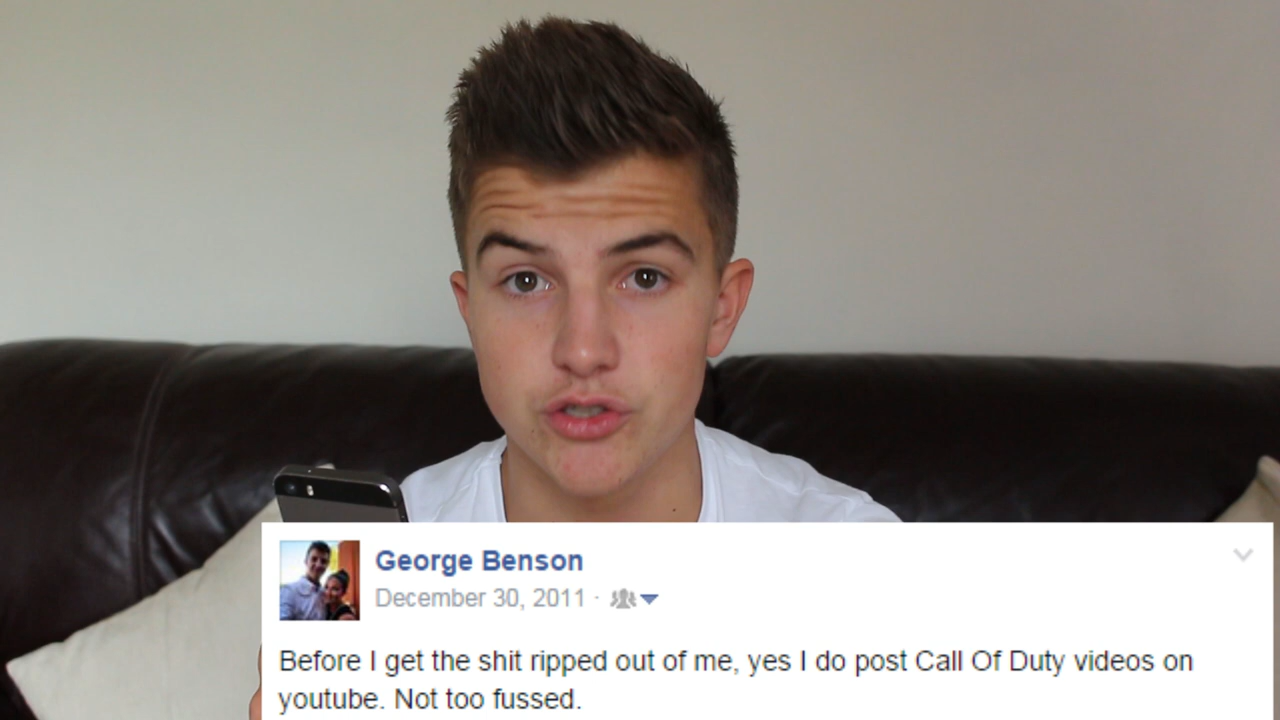 George Benson
December 30, 2011 ·
Before I get the shit ripped out of me, yes I do post Call Of Duty videos on
youtube. Not too fussed.